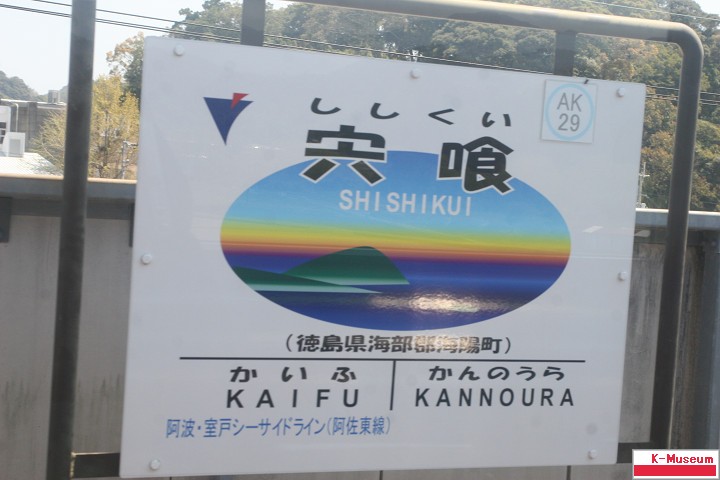 ししくい
AK
29
宍喰
SHISHIKUI
(徳島県海部郡海陽町)
かいふ
KAIFU
かんのうら
KANNOURA
阿波・室戸シーサイドライン(阿佐東線)
K-Museum